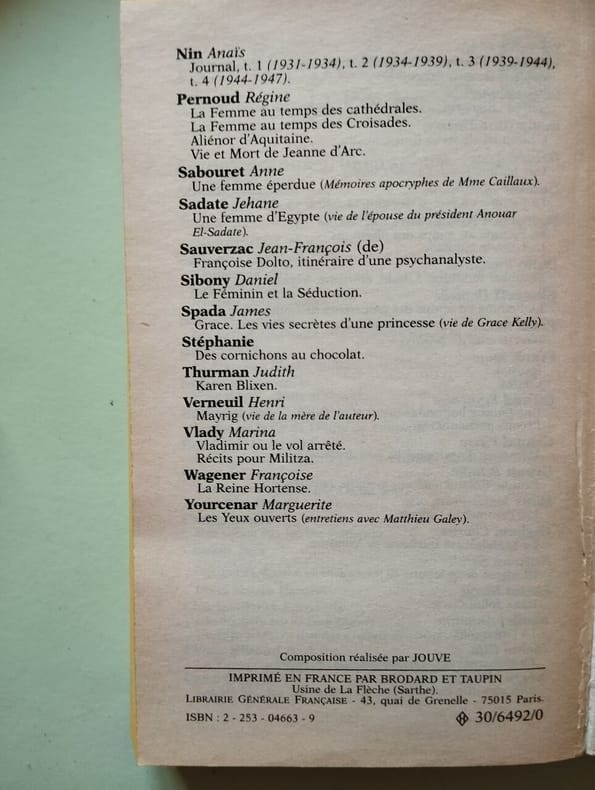 Nin Anaïs
Journal, t. 1 (1931-1934), t. 2 (1934-1939), t. 3 (1939-1944),
t. 4 (1944-1947).
Pernoud Régine
La Femme au temps des cathédrales.
La Femme au temps des Croisades.
Aliénor d'Aquitaine.
Vie et Mort de Jeanne d'Arc.
Sabouret Anne
Une femme éperdue (Mémoires apocryphes de Mme Caillaux).
Sadate Jehane
Une femme d'Egypte (vie de l'épouse du président Anouar
El-Sadate).
Sauverzac Jean-François (de)
Françoise Dolto, itinéraire d'une psychanalyste.
Sibony Daniel
Le Féminin et la Séduction.
Spada James
Grace. Les vies secrètes d'une princesse (vie de Grace Kelly).
Stéphanie
Des cornichons au chocolat.
Thurman Judith
Karen Blixen.
Verneuil Henri
Mayrig (vie de la mère de l'auteur).
Vlady Marina
Vladimir ou le vol arrêté.
Récits pour Militza.
Wagener Françoise
La Reine Hortense.
Yourcenar Marguerite
Les Yeux ouverts (entretiens avec Matthieu Galey).
Composition réalisée par JOUVE
IMPRIMÉ EN FRANCE PAR BRODARD ET TAUPIN
Usine de La Flèche (Sarthe).
LIBRAIRIE GÉNÉRALE FRANÇAISE - 43, quai de Grenelle - 75015 Paris.
ISBN : 2 - 253 - 04663 - 9 30/6492/0